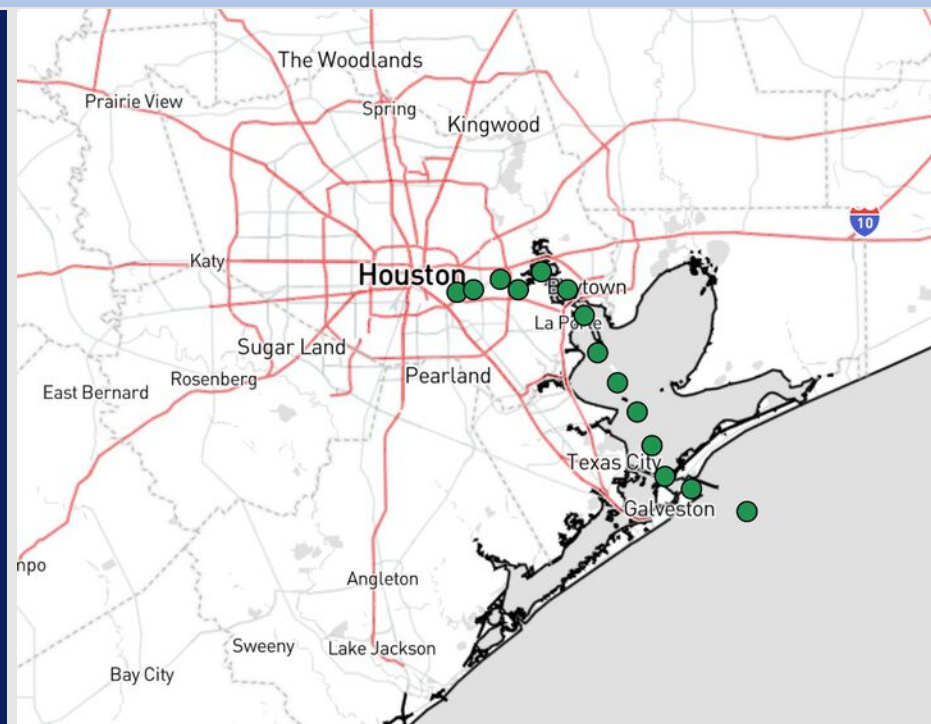 The Woodlands
Prairie View
Spring
Kingwood
10
Katy
Houston
La Porte
Sugar Land
Rosenberg
Pearland
East Bernard
Texas City
Galveston
Angleton
Sweeny
Lake Jackson
Bay City